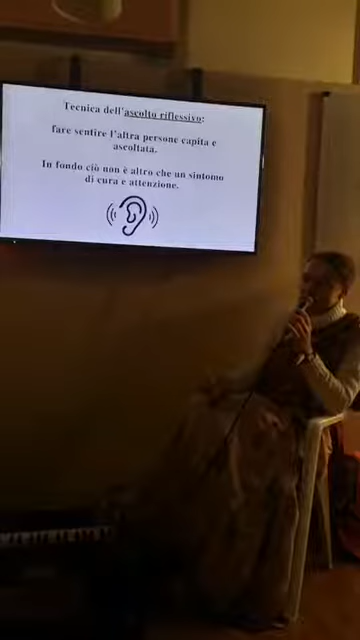 Tecnica dell'ascolto riflessivo:
fare sentire l'altra persone capita e
ascoltata.
In fondo ciò non è altro che un sintomo
di cura e attenzione.